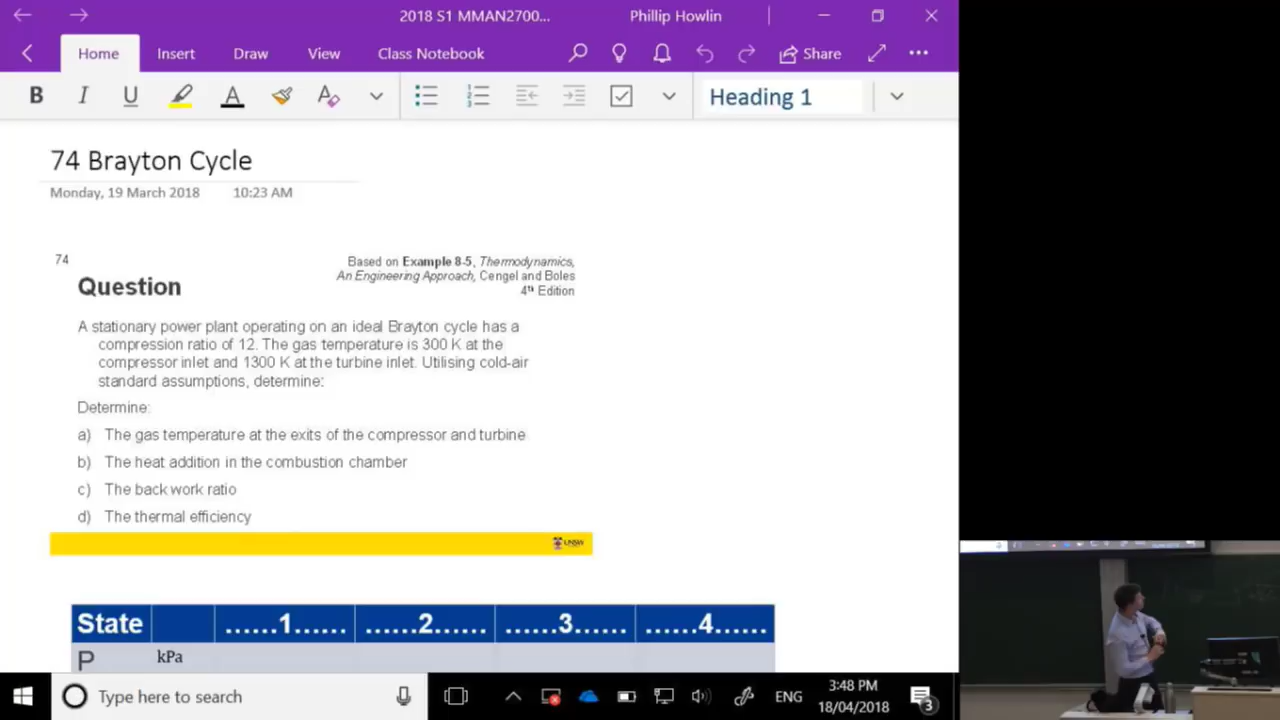 2018 S1 MMAN2700...
Phillip Howlin
Home
Insert
Draw
View
Class Notebook
Share
B
I
U
A
A
Heading 1
74 Brayton Cycle
Monday, 19 March 2018
10:23 AM
74
Based on Example 8-5, Thermodynamics,
An Engineering Approach, Cengel and Boles
4th Edition
Question
A stationary power plant operating on an ideal Brayton cycle has a
compression ratio of 12. The gas temperature is 300 K at the
compressor inlet and 1300 K at the turbine inlet. Utilising cold-air
standard assumptions, determine:
Determine:
a) The gas temperature at the exits of the compressor and turbine
b) The heat addition in the combustion chamber
c) The back work ratio
d) The thermal efficiency
UNSW
State ......1...... ......2...... ......3...... ......4......
P kPa
Type here to search
ENG
3:48 PM
18/04/2018
3